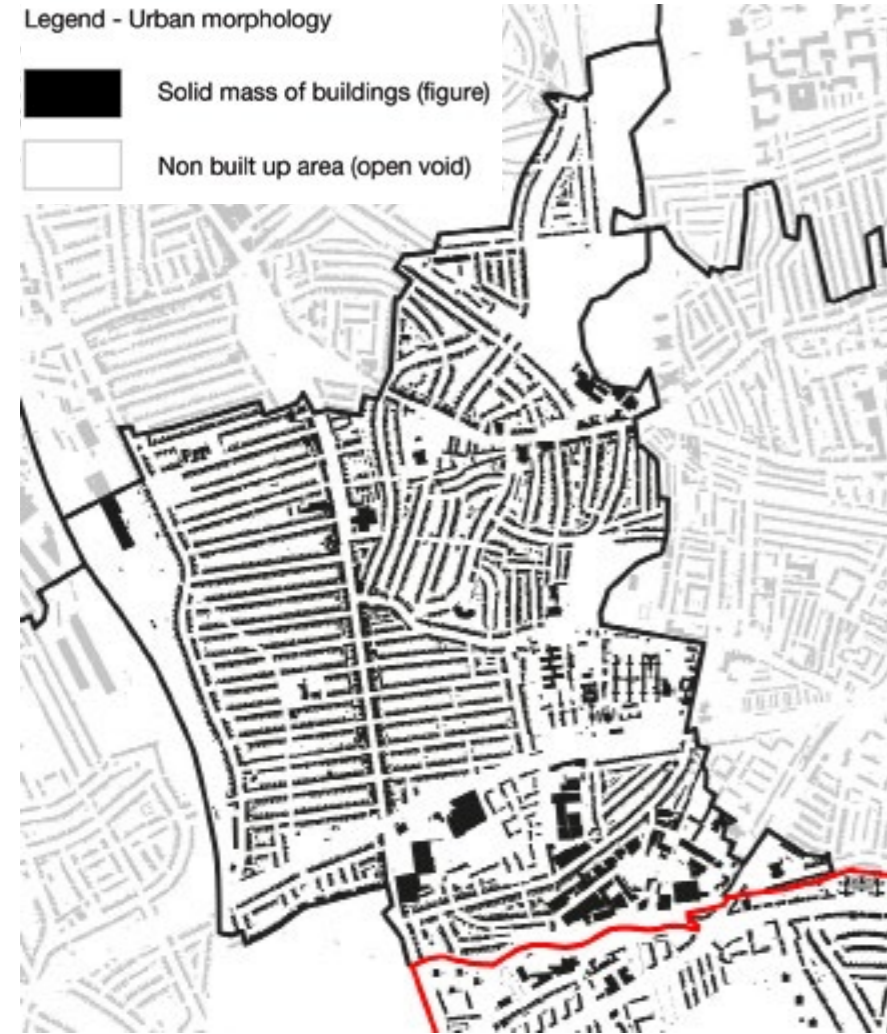 Legend - Urban morphology
Solid mass of buildings (figure)
Non built up area (open void)